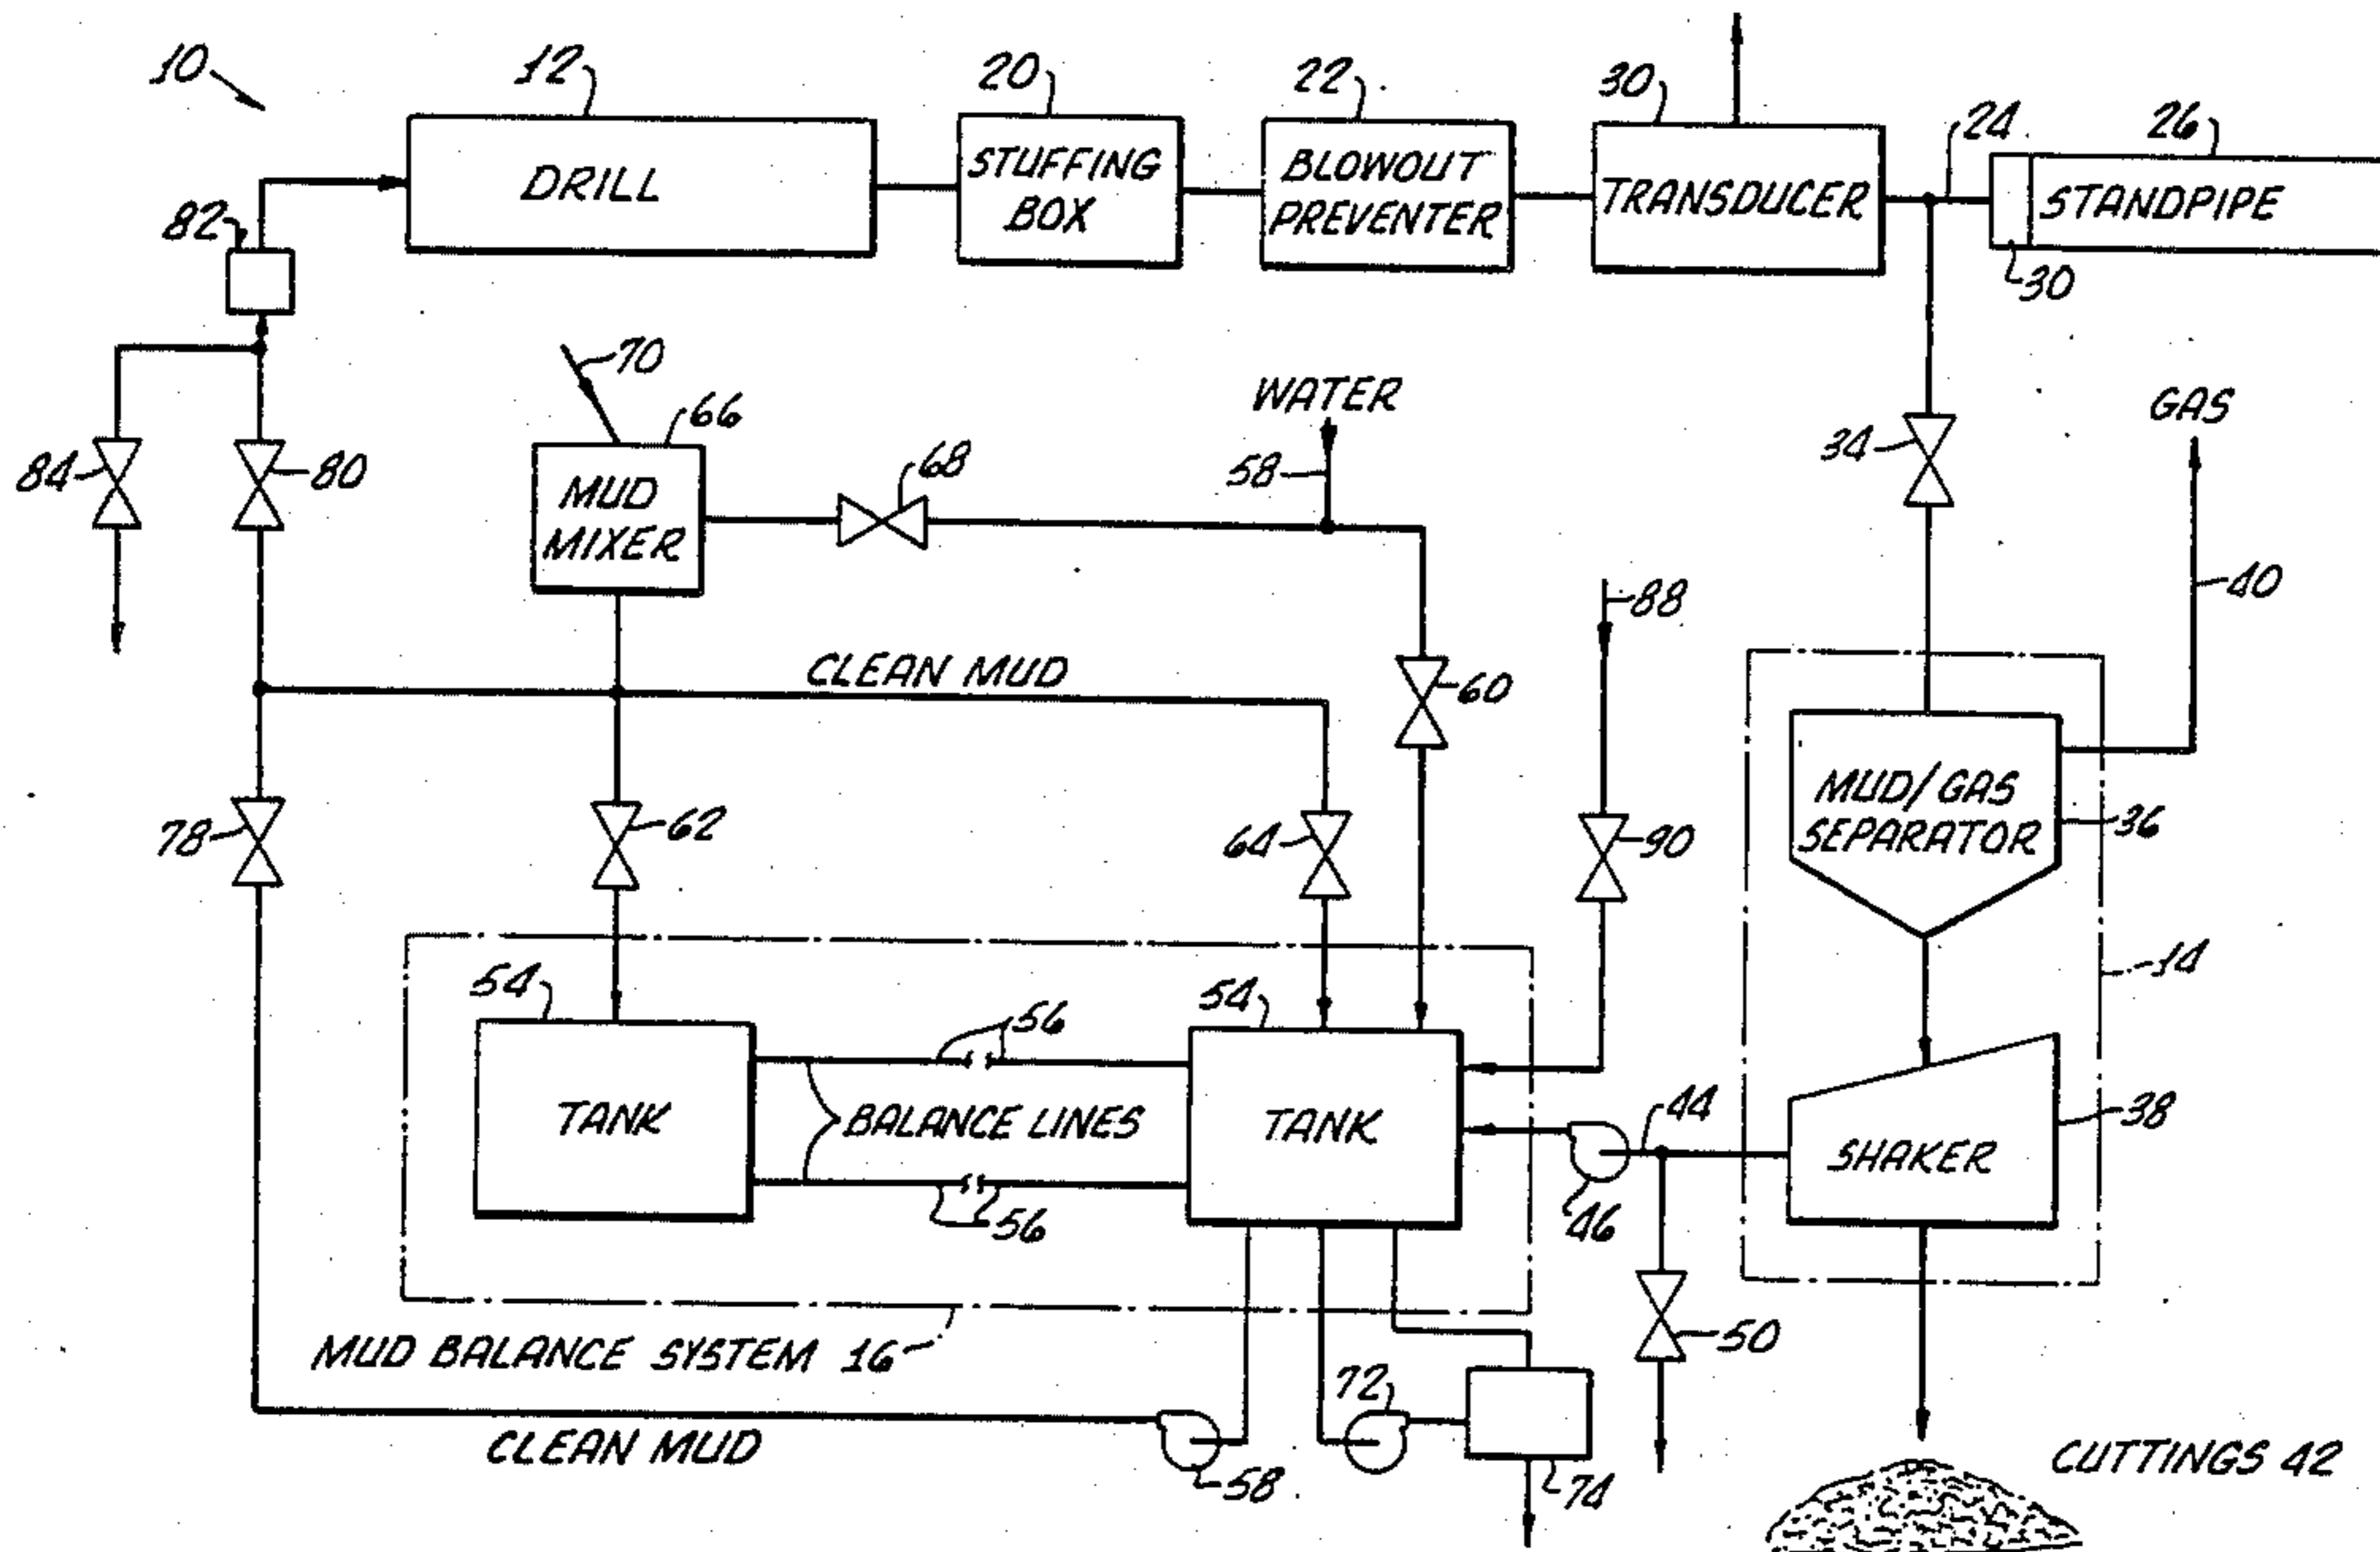 10
12
20
22
30
24
26
DRILL
STUFFING
BOX
BLOWOUT
PREVENTER
TRANSDUCER
STANDPIPE
30
82
70
66
WATER
GAS
84
80
68
58
34
MUD
MIXER
88
40
CLEAN MUD
60
MUD/GAS
SEPARATOR
36
78
62
64
90
14
54
54
56
TANK
BALANCE LINES
TANK
44
38
SHAKER
56
46
MUD BALANCE SYSTEM 16
72
50
CLEAN MUD
58
74
CUTTINGS 42